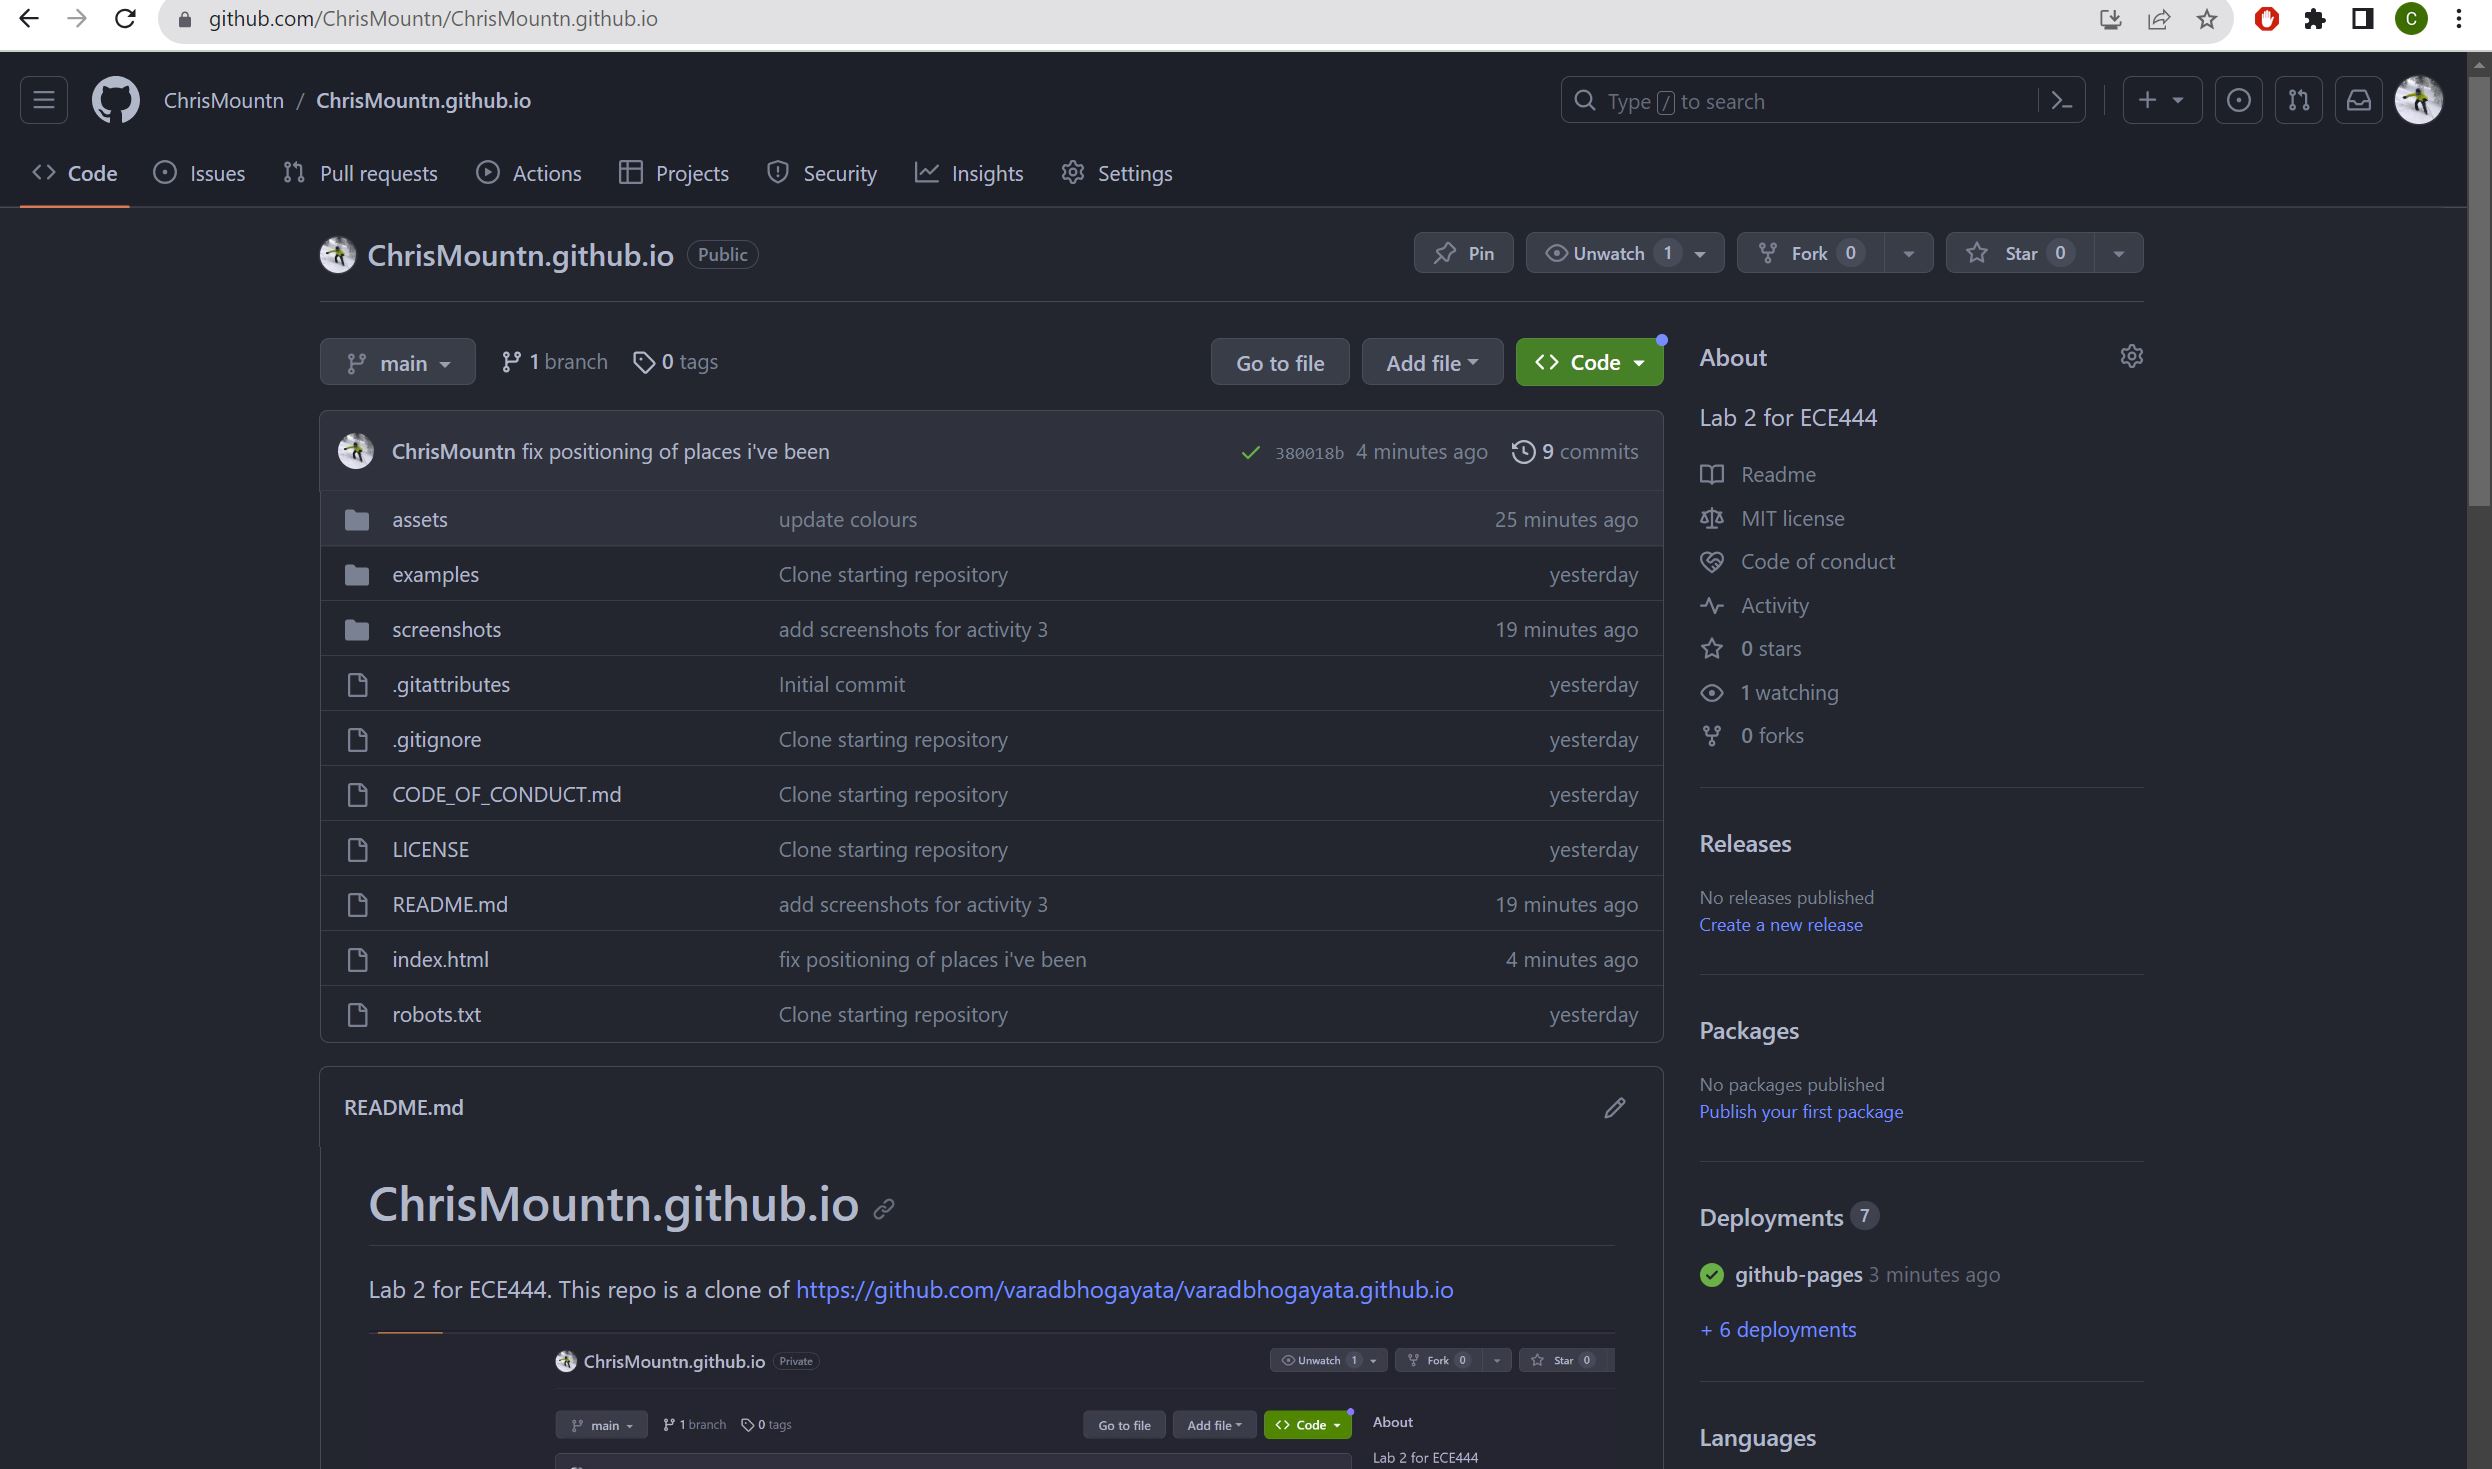 github.com/ChrisMountn/ChrisMountn.github.io
C
ChrisMountn / ChrisMountn.github.io
Type / to search
Code Issues Pull requests Actions Projects Security Insights Settings
ChrisMountn.github.io Public
Pin Unwatch 1 Fork 0 Star 0
main 1 branch 0 tags Go to file Add file Code
ChrisMountn fix positioning of places i've been 380018b 4 minutes ago 9 commits
assets update colours 25 minutes ago
examples Clone starting repository yesterday
screenshots add screenshots for activity 3 19 minutes ago
.gitattributes Initial commit yesterday
.gitignore Clone starting repository yesterday
CODE_OF_CONDUCT.md Clone starting repository yesterday
LICENSE Clone starting repository yesterday
README.md add screenshots for activity 3 19 minutes ago
index.html fix positioning of places i've been 4 minutes ago
robots.txt Clone starting repository yesterday
README.md
ChrisMountn.github.io
Lab 2 for ECE444. This repo is a clone of https://github.com/varadbhogayata/varadbhogayata.github.io
ChrisMountn.github.io Private Unwatch 1 Fork 0 Star 0
main 1 branch 0 tags Go to file Add file Code About
Lab 2 for ECE444
About
Lab 2 for ECE444
Readme
MIT license
Code of conduct
Activity
0 stars
1 watching
0 forks
Releases
No releases published
Create a new release
Packages
No packages published
Publish your first package
Deployments 7
github-pages 3 minutes ago
+ 6 deployments
Languages